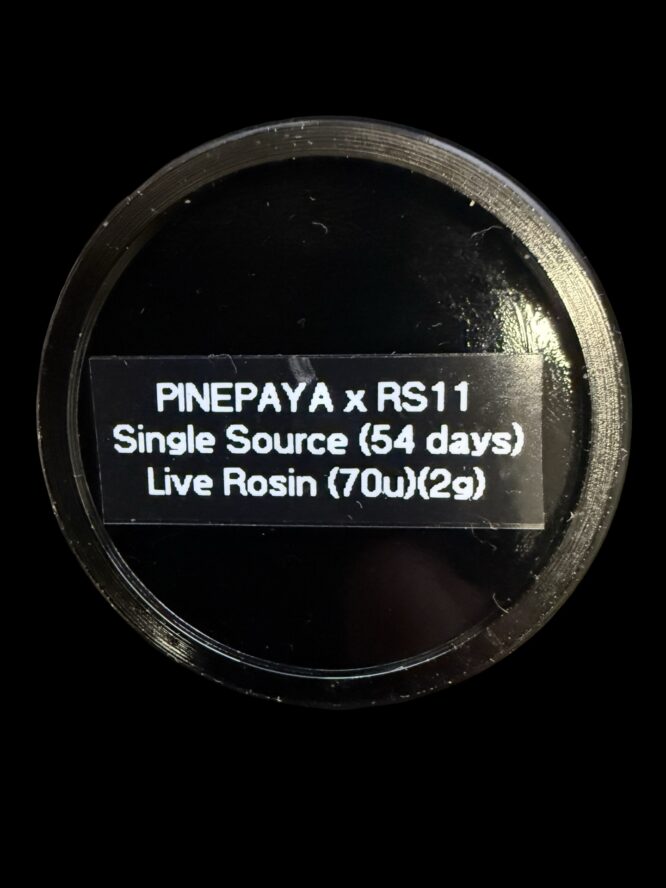 PINEPAYA x RS11
Single Source (54 days)
Live Rosin (70u)(2g)